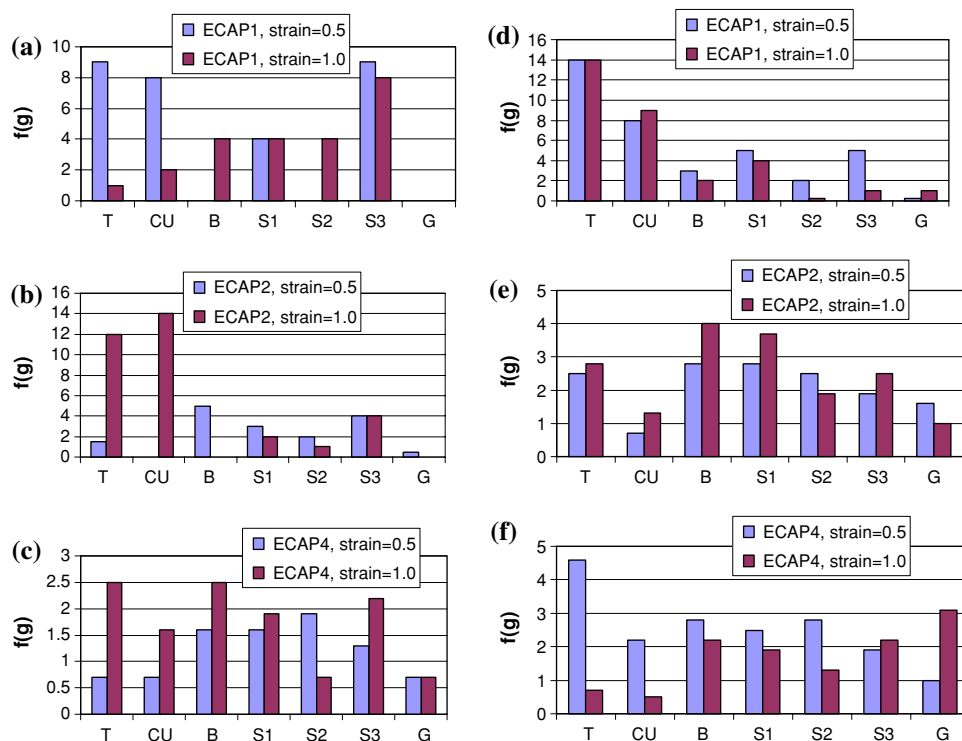 (a)
ECAP1, strain=0.5
ECAP1, strain=1.0
f(g)
10
8
6
4
2
0
T CU B S1 S2 S3 G
(b)
ECAP2, strain=0.5
ECAP2, strain=1.0
f(g)
16
14
12
10
8
6
4
2
0
T CU B S1 S2 S3 G
(c)
ECAP4, strain=0.5
ECAP4, strain=1.0
f(g)
3
2.5
2
1.5
1
0.5
0
T CU B S1 S2 S3 G
(d)
ECAP1, strain=0.5
ECAP1, strain=1.0
f(g)
16
14
12
10
8
6
4
2
0
T CU B S1 S2 S3 G
(e)
ECAP2, strain=0.5
ECAP2, strain=1.0
f(g)
5
4
3
2
1
0
T CU B S1 S2 S3 G
(f)
ECAP4, strain=0.5
ECAP4, strain=1.0
f(g)
5
4
3
2
1
0
T CU B S1 S2 S3 G